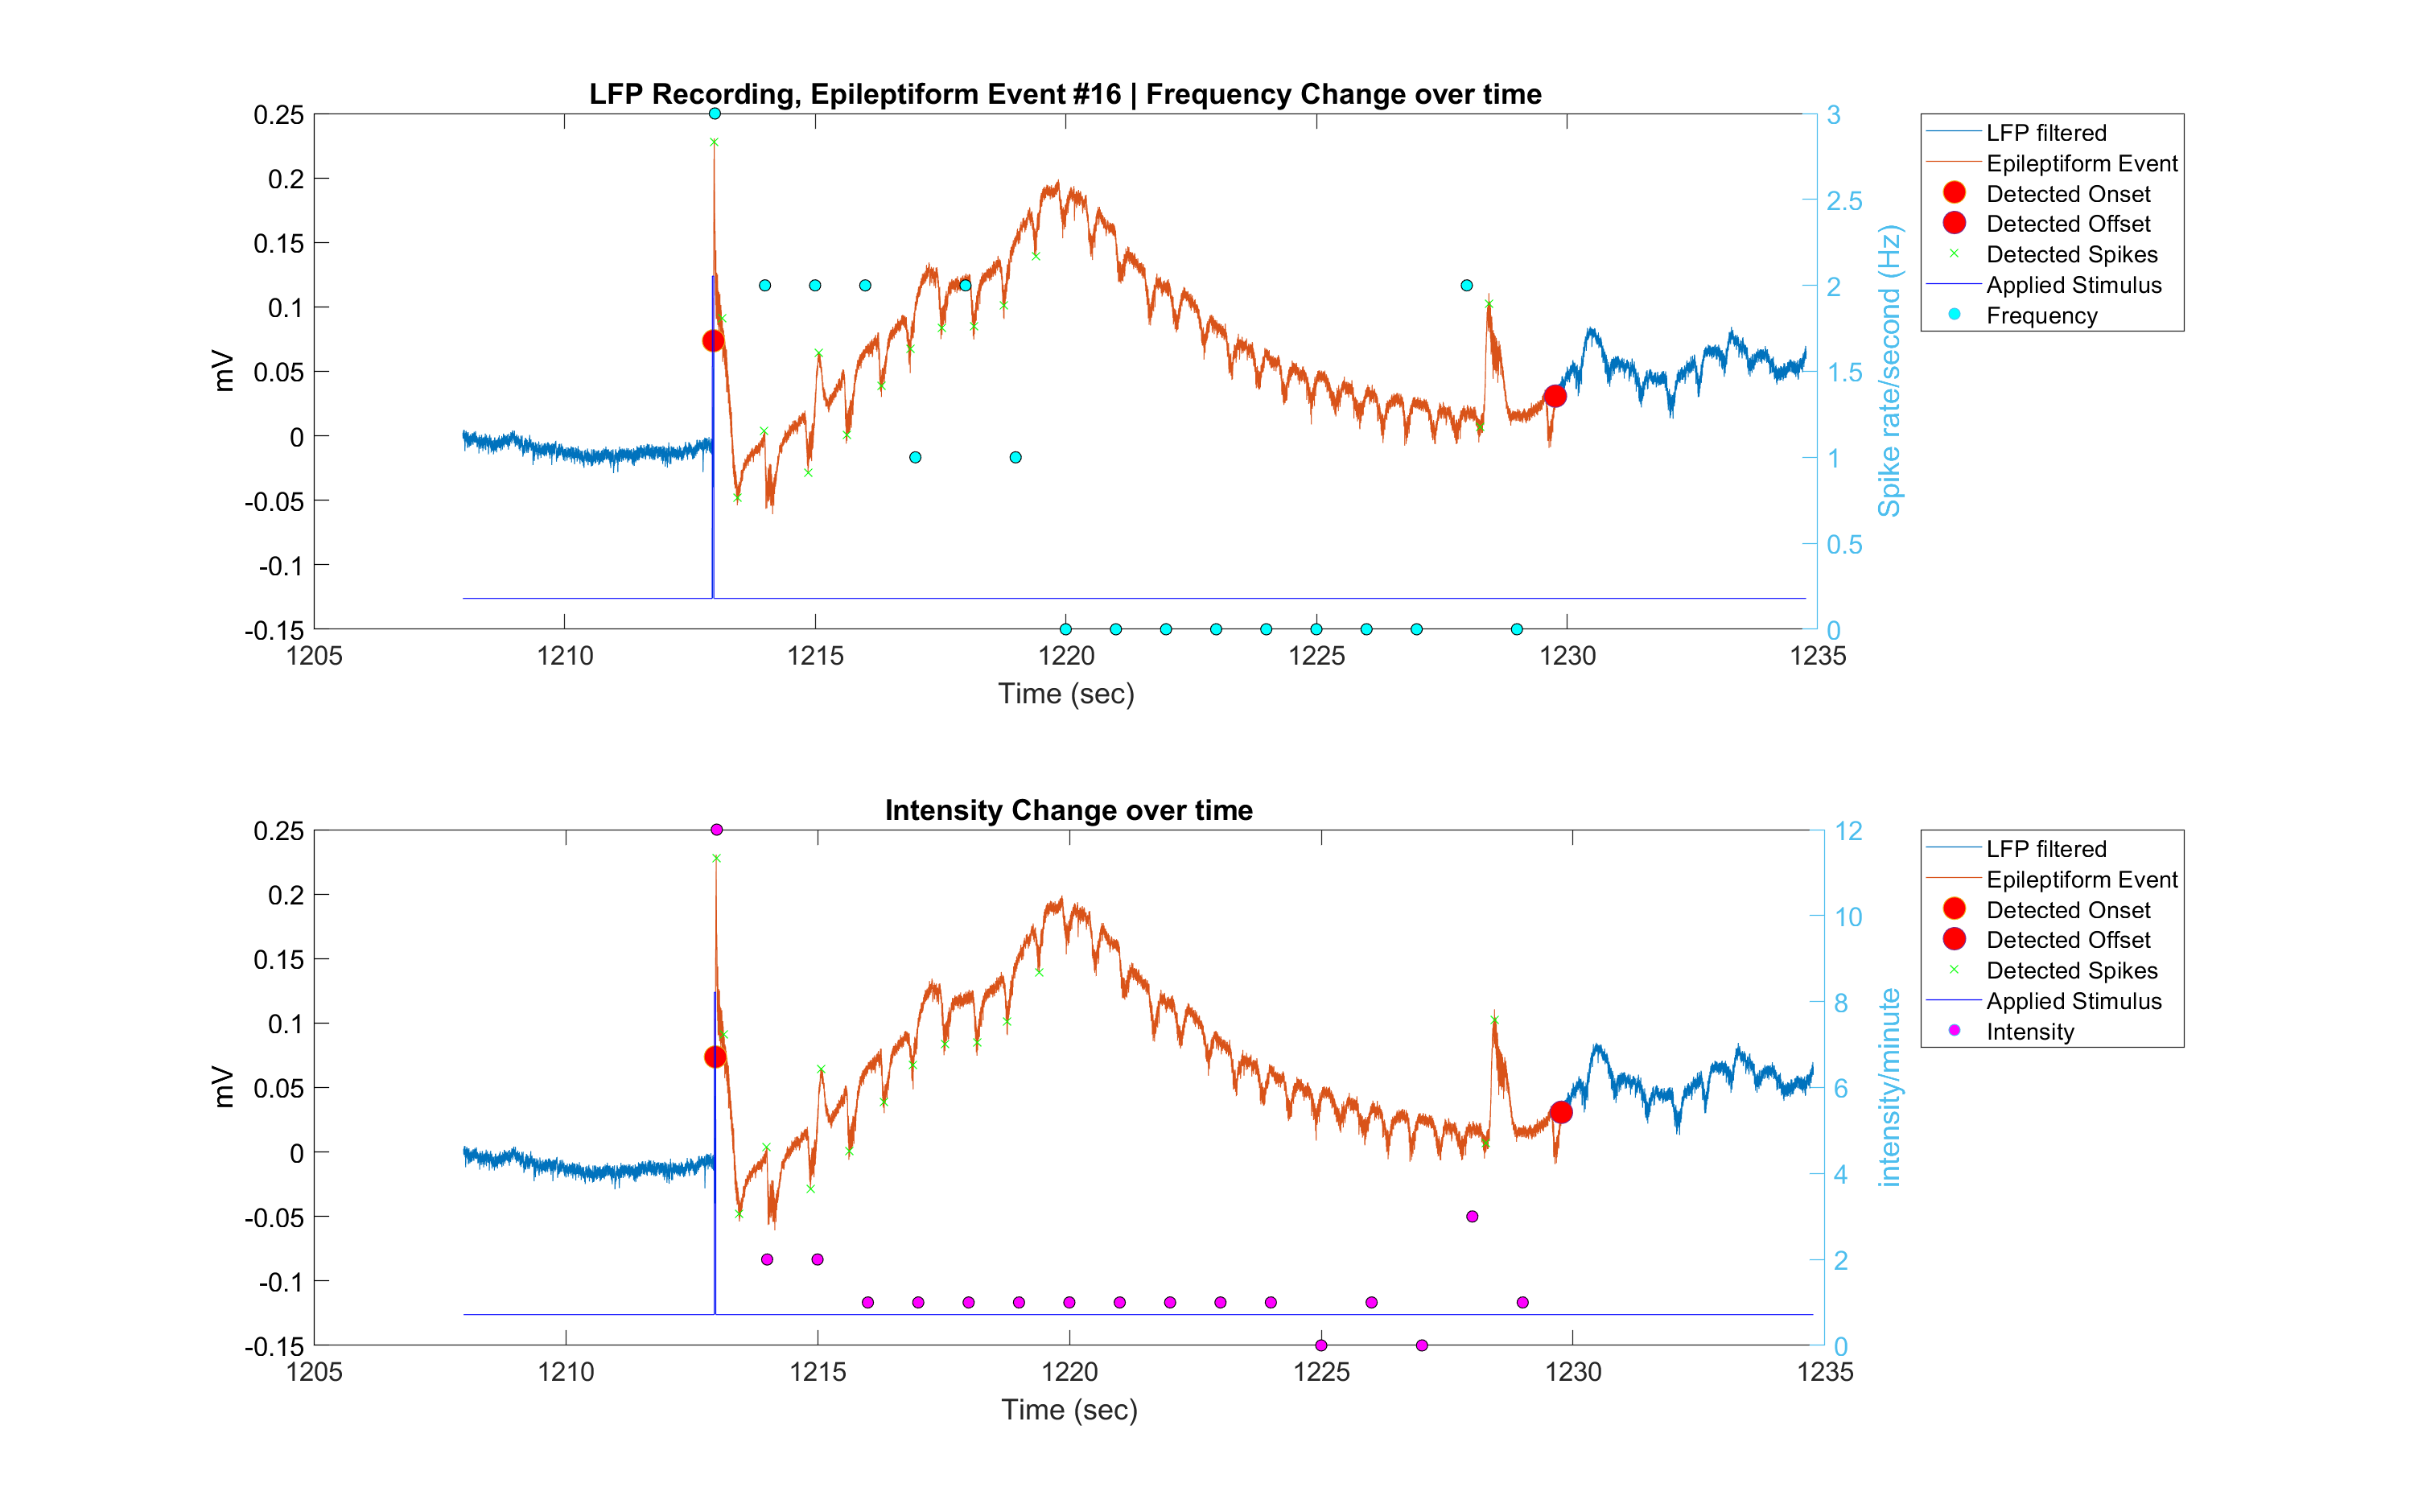 LFP Recording, Epileptiform Event #16 | Frequency Change over time
0.25
0.2
0.15
0.1
0.05
0
-0.05
-0.1
-0.15
mV
1205
1210
1215
1220
1225
1230
1235
Time (sec)
3
2.5
2
1.5
1
0.5
0
Spike rate/second (Hz)
LFP filtered
Epileptiform Event
Detected Onset
Detected Offset
Detected Spikes
Applied Stimulus
Frequency
Intensity Change over time
0.25
0.2
0.15
0.1
0.05
0
-0.05
-0.1
-0.15
mV
1205
1210
1215
1220
1225
1230
1235
Time (sec)
12
10
8
6
4
2
0
intensity/minute
LFP filtered
Epileptiform Event
Detected Onset
Detected Offset
Detected Spikes
Applied Stimulus
Intensity